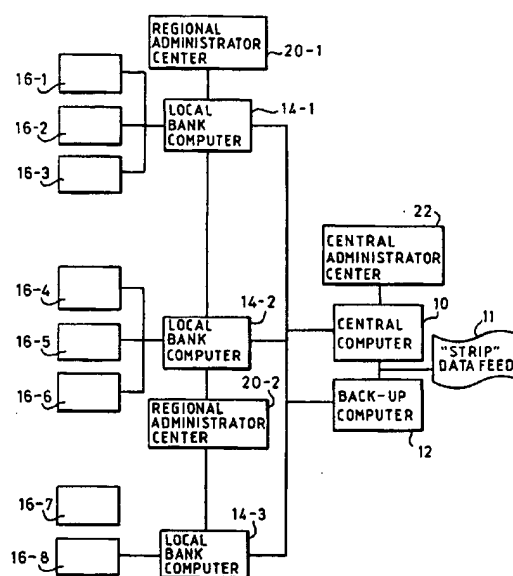 REGIONAL
ADMINISTRATOR
CENTER
20-1
16-1
16-2
16-3
LOCAL
BANK
COMPUTER
14-1
22
CENTRAL
ADMINISTRATOR
CENTER
16-4
16-5
16-6
LOCAL
BANK
COMPUTER
14-2
CENTRAL
COMPUTER
10
11
"STRIP"
DATA FEED
BACK-UP
COMPUTER
12
REGIONAL
ADMINISTRATOR
CENTER
20-2
16-7
16-8
LOCAL
BANK
COMPUTER
14-3